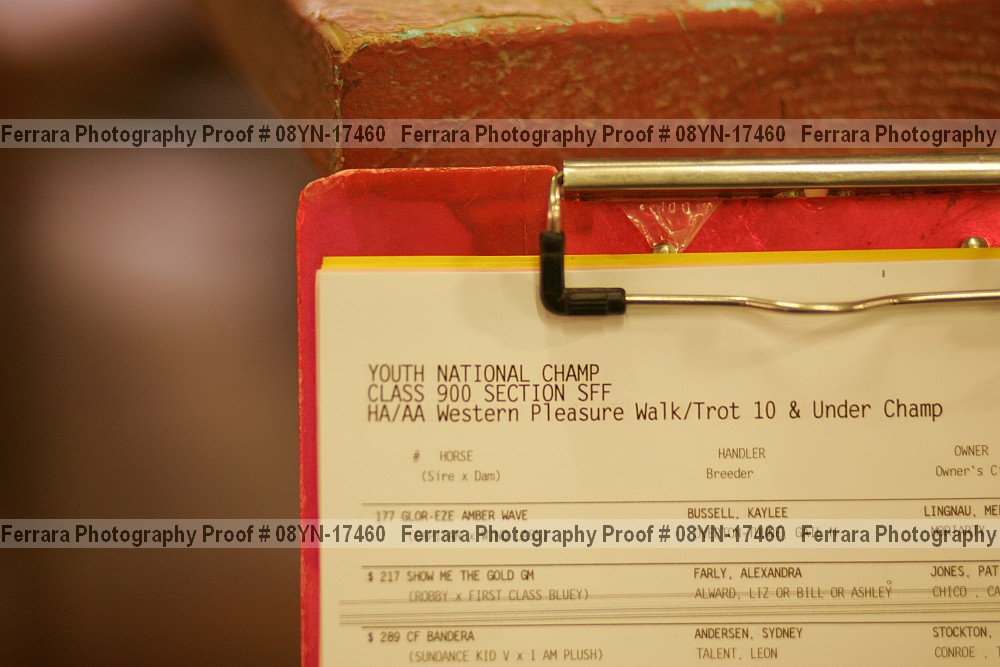 Ferrara Photography Proof # 08YN-17460 Ferrara Photography Proof # 08YN-17460 Ferrara Photography
YOUTH NATIONAL CHAMP
CLASS 900 SECTION SFF
HA/AA Western Pleasure Walk/Trot 10 & Under Champ
# HORSE HANDLER OWNER
(Sire x Dam) Breeder Owner's C
177 GLOR-EZE AMBER WAVE BUSSELL, KAYLEE LINGNAU, ME
Ferrara Photography Proof # 08YN-17460 Ferrara Photography Proof # 08YN-17460 Ferrara Photography
$ 217 SHOW ME THE GOLD GM FARLY, ALEXANDRA JONES, PAT
(ROBBY x FIRST CLASS BLUEY) ALWARD, LIZ OR BILL OR ASHLEY CHICO , CA
$ 289 CF BANDERA ANDERSEN, SYDNEY STOCKTON,
(SUNDANCE KID V x I AM PLUSH) TALENT, LEON CONROE ,